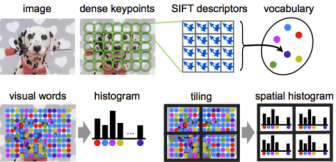 image dense keypoints SIFT descriptors vocabulary
visual words histogram tiling spatial histogram
...